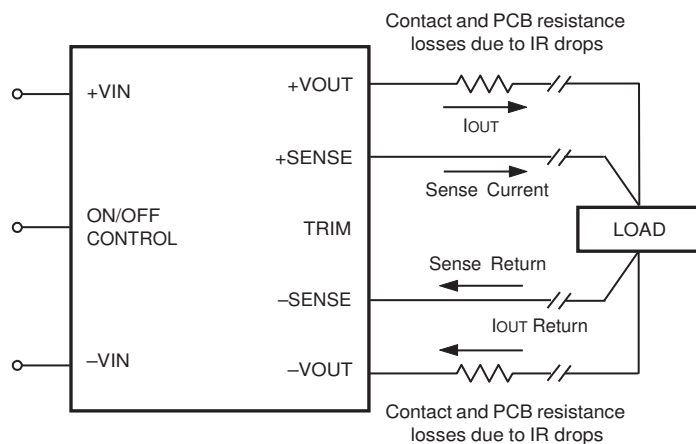 Contact and PCB resistance
losses due to IR drops
+VIN
+VOUT
IOUT
+SENSE
Sense Current
ON/OFF
CONTROL
TRIM
LOAD
Sense Return
–SENSE
IOUT Return
–VIN
–VOUT
Contact and PCB resistance
losses due to IR drops